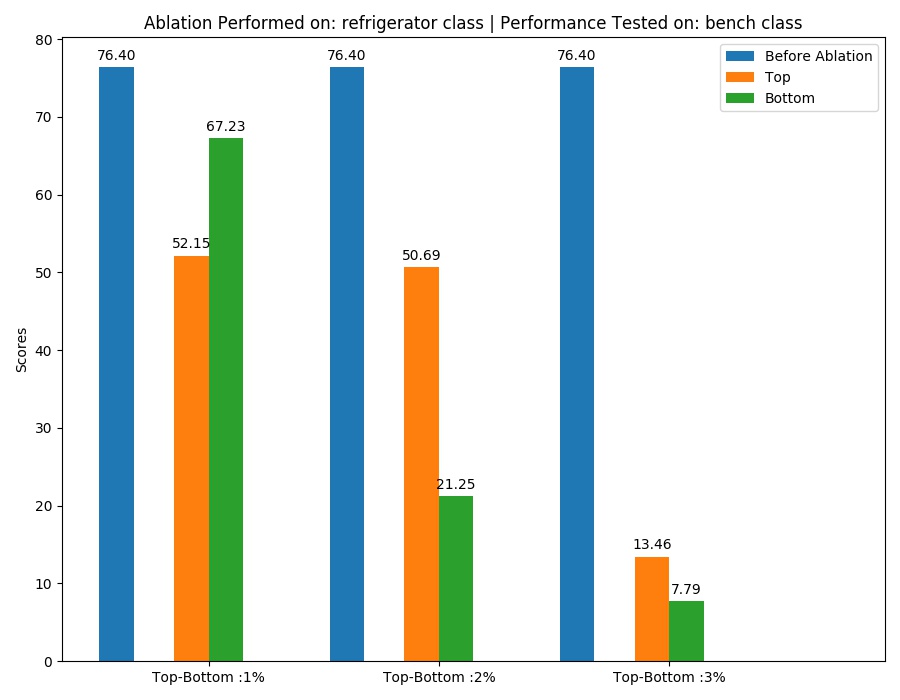 Ablation Performed on: refrigerator class | Performance Tested on: bench class
Before Ablation
Top
Bottom
Scores
80
70
60
50
40
30
20
10
0
76.40
52.15
67.23
76.40
50.69
21.25
76.40
13.46
7.79
Top-Bottom :1%
Top-Bottom :2%
Top-Bottom :3%